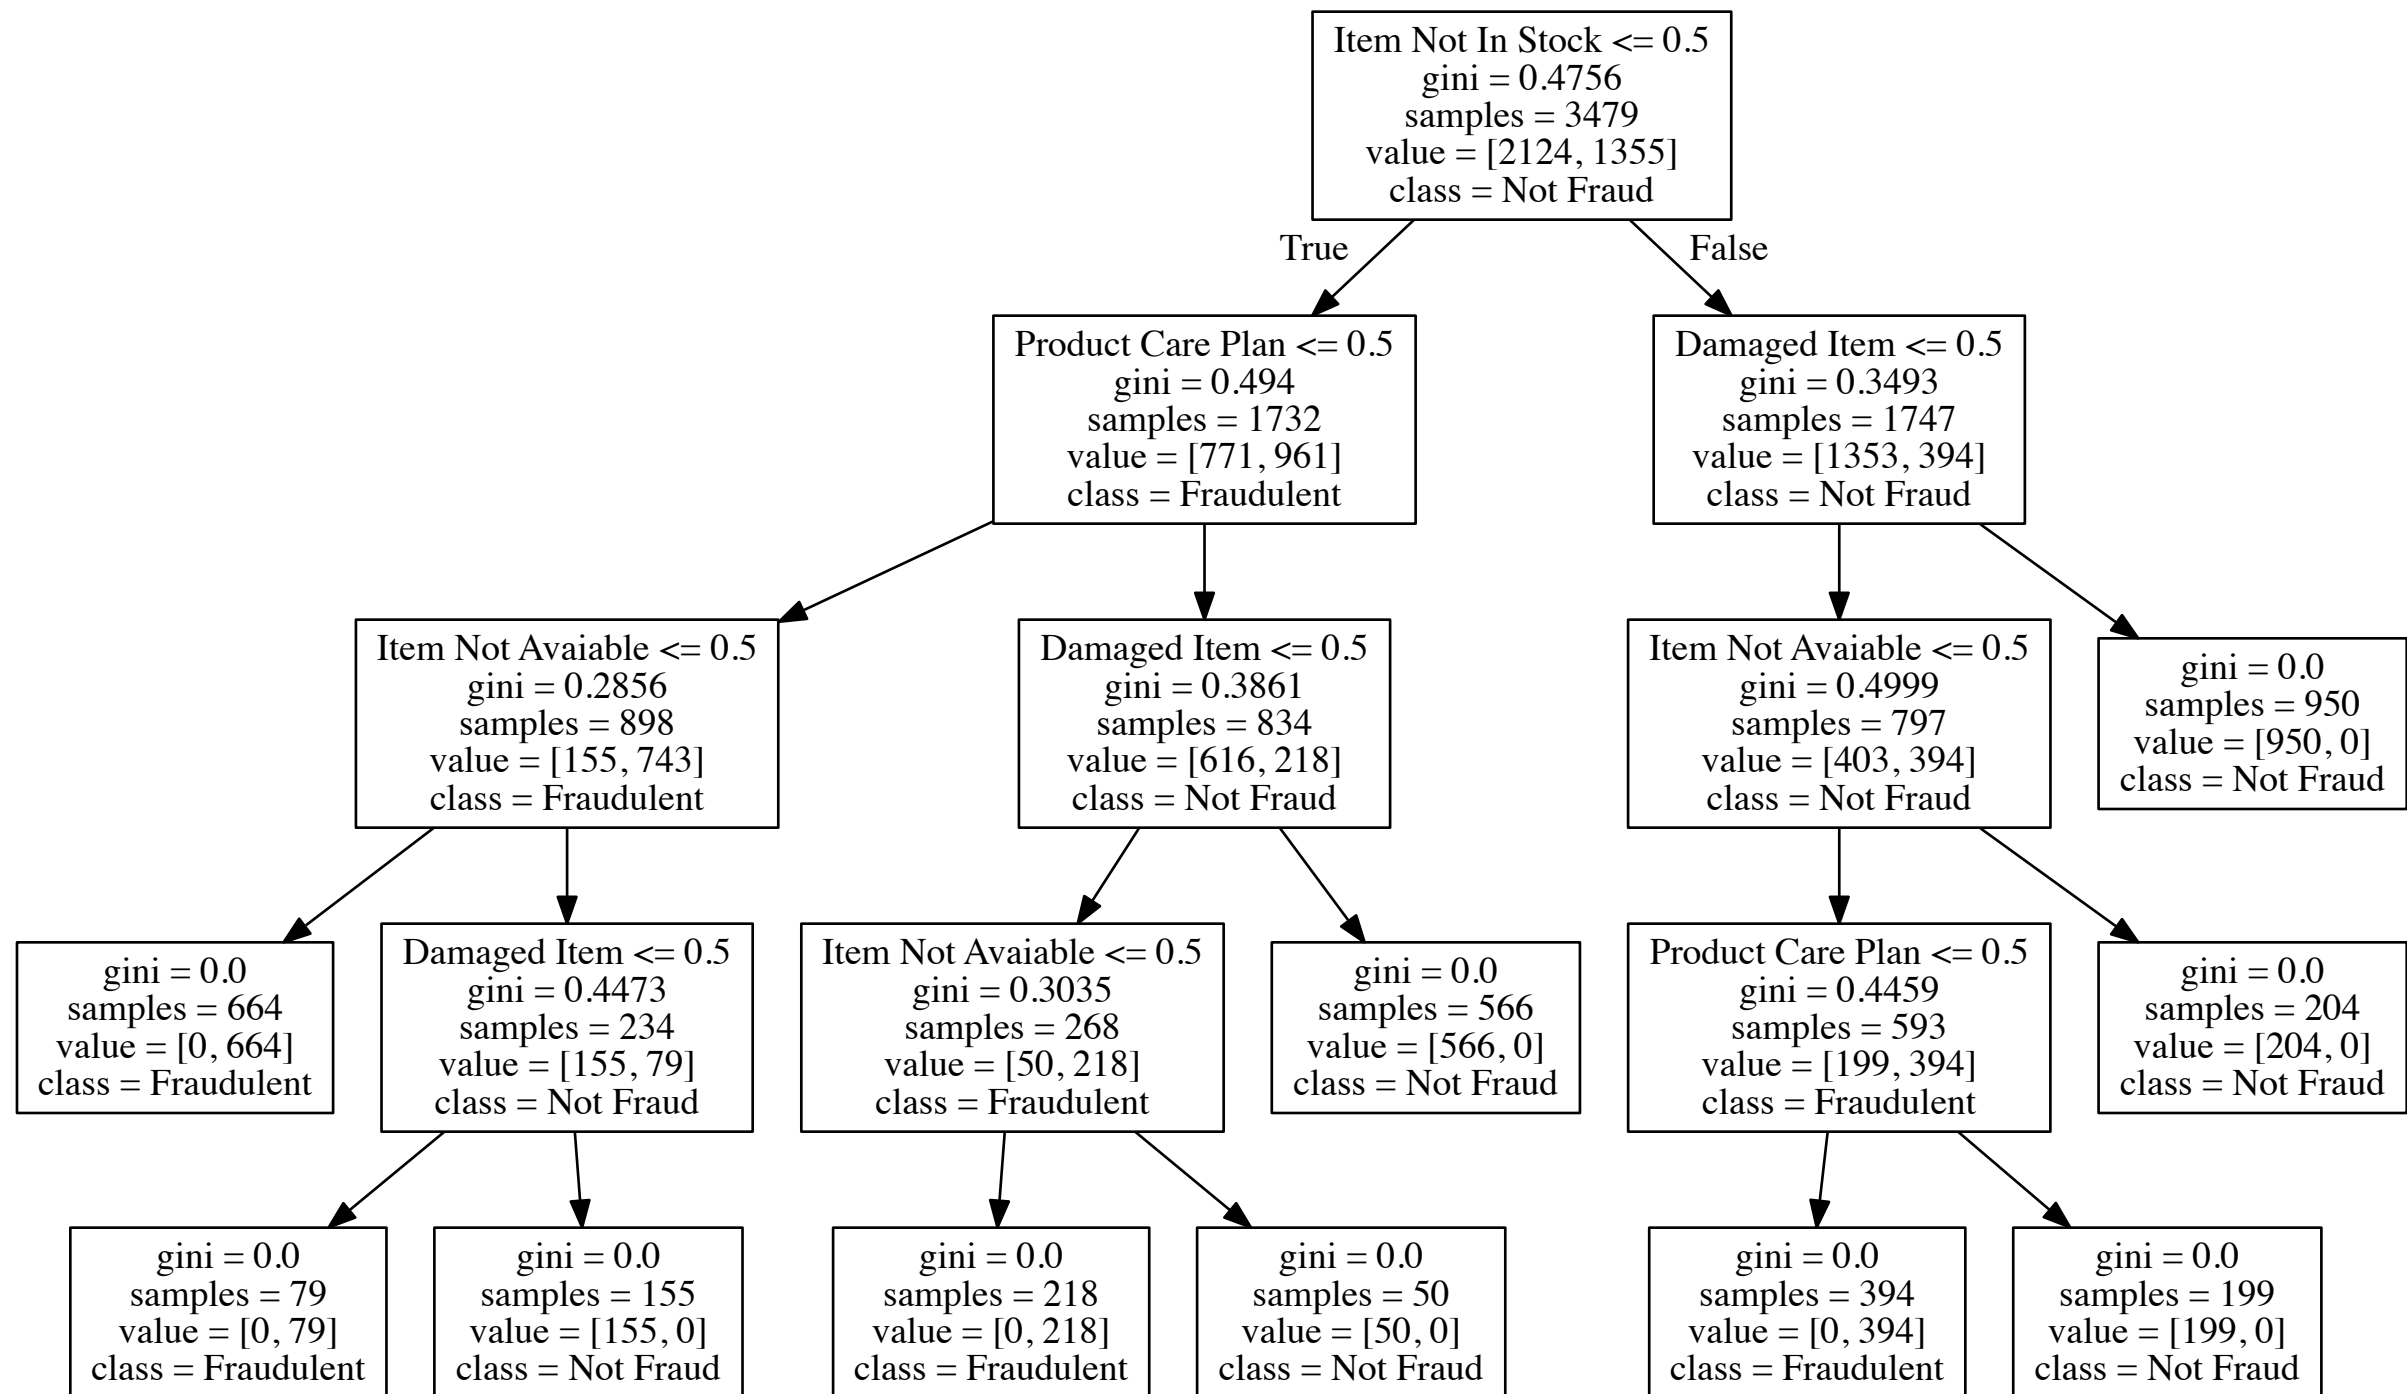 Item Not In Stock <= 0.5
gini = 0.4756
samples = 3479
value = [2124, 1355]
class = Not Fraud
True
False
Product Care Plan <= 0.5
gini = 0.494
samples = 1732
value = [771, 961]
class = Fraudulent
Damaged Item <= 0.5
gini = 0.3493
samples = 1747
value = [1353, 394]
class = Not Fraud
Item Not Avaiable <= 0.5
gini = 0.2856
samples = 898
value = [155, 743]
class = Fraudulent
Damaged Item <= 0.5
gini = 0.3861
samples = 834
value = [616, 218]
class = Not Fraud
Item Not Avaiable <= 0.5
gini = 0.4999
samples = 797
value = [403, 394]
class = Not Fraud
gini = 0.0
samples = 950
value = [950, 0]
class = Not Fraud
gini = 0.0
samples = 664
value = [0, 664]
class = Fraudulent
Damaged Item <= 0.5
gini = 0.4473
samples = 234
value = [155, 79]
class = Not Fraud
Item Not Avaiable <= 0.5
gini = 0.3035
samples = 268
value = [50, 218]
class = Fraudulent
gini = 0.0
samples = 566
value = [566, 0]
class = Not Fraud
Product Care Plan <= 0.5
gini = 0.4459
samples = 593
value = [199, 394]
class = Fraudulent
gini = 0.0
samples = 204
value = [204, 0]
class = Not Fraud
gini = 0.0
samples = 79
value = [0, 79]
class = Fraudulent
gini = 0.0
samples = 155
value = [155, 0]
class = Not Fraud
gini = 0.0
samples = 218
value = [0, 218]
class = Fraudulent
gini = 0.0
samples = 50
value = [50, 0]
class = Not Fraud
gini = 0.0
samples = 394
value = [0, 394]
class = Fraudulent
gini = 0.0
samples = 199
value = [199, 0]
class = Not Fraud